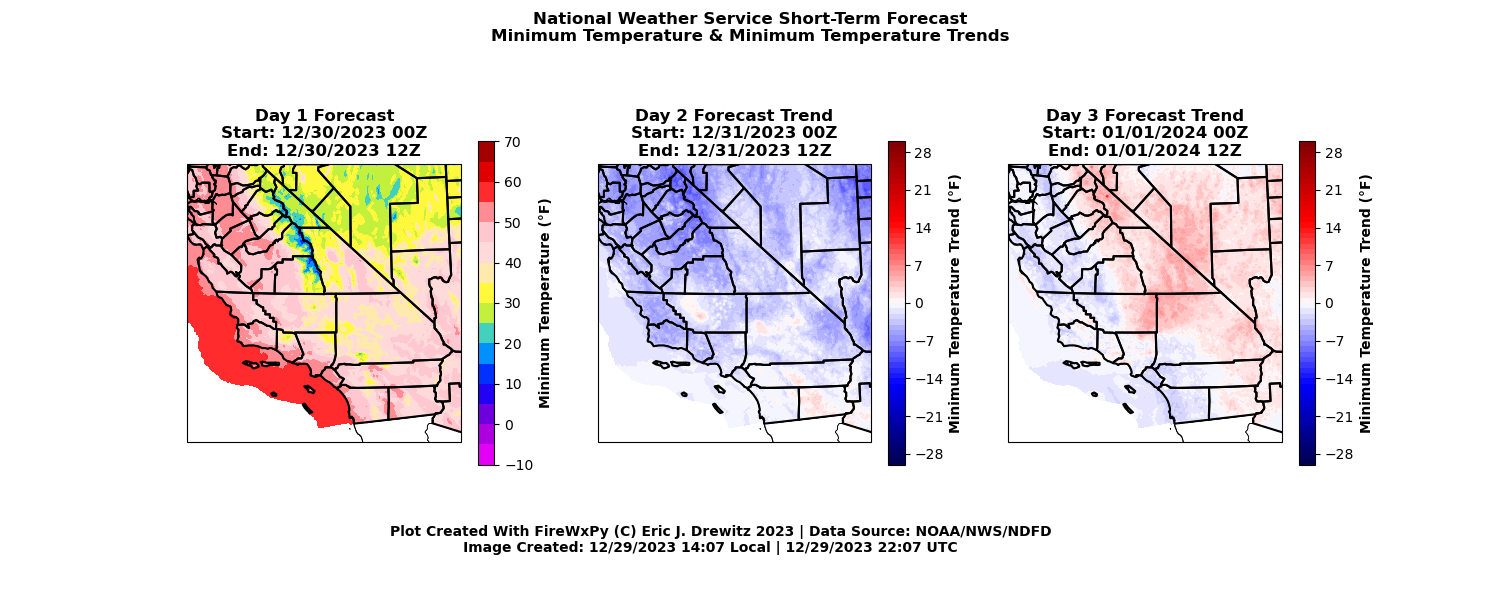 National Weather Service Short-Term Forecast
Minimum Temperature & Minimum Temperature Trends
Day 1 Forecast
Start: 12/30/2023 00Z
End: 12/30/2023 12Z
70
60
50
40
30
20
10
0
−10
Minimum Temperature (°F)
Day 2 Forecast Trend
Start: 12/31/2023 00Z
End: 12/31/2023 12Z
28
21
14
7
0
−7
−14
−21
−28
Minimum Temperature Trend (°F)
Day 3 Forecast Trend
Start: 01/01/2024 00Z
End: 01/01/2024 12Z
28
21
14
7
0
−7
−14
−21
−28
Minimum Temperature Trend (°F)
Plot Created With FireWxPy (C) Eric J. Drewitz 2023 | Data Source: NOAA/NWS/NDFD
Image Created: 12/29/2023 14:07 Local | 12/29/2023 22:07 UTC